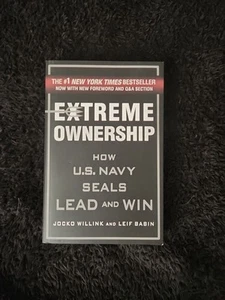 THE #1 NEW YORK TIMES BESTSELLER
NOW WITH NEW FOREWORD AND Q&A SECTION
EXTREME
OWNERSHIP
HOW
U.S. NAVY
SEALS
LEAD AND WIN
JOCKO WILLINK AND LEIF BABIN